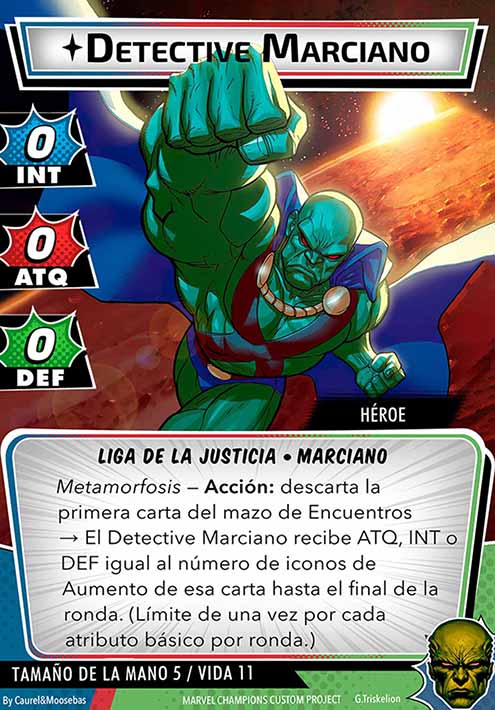 DETECTIVE MARCIANO
0
INT
0
ATQ
0
DEF
HÉROE
LIGA DE LA JUSTICIA • MARCIANO
Metamorfosis – Acción: descarta la
primera carta del mazo de Encuentros
→ El Detective Marciano recibe ATQ, INT o
DEF igual al número de iconos de
Aumento de esa carta hasta el final de la
ronda. (Límite de una vez por cada
atributo básico por ronda.)
TAMAÑO DE LA MANO 5 / VIDA 11
By Caurel&Moosebas MARVEL CHAMPIONS CUSTOM PROJECT G.Triskelion